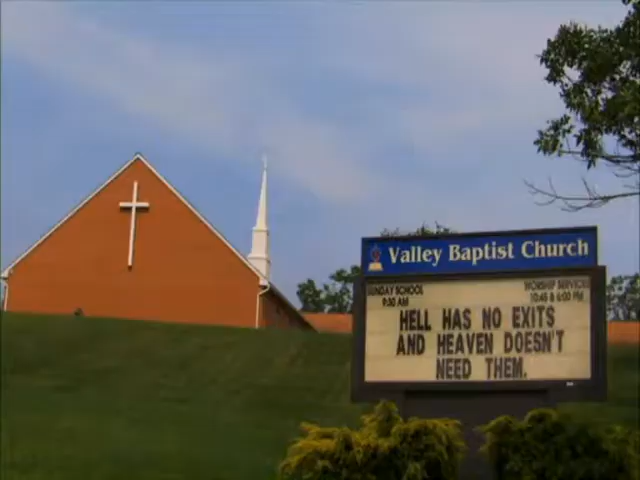 Valley Baptist Church
SUNDAY SCHOOL WORSHIP SERVICES
9:30 AM 10:45 & 6:00 PM
HELL HAS NO EXITS
AND HEAVEN DOESN'T
NEED THEM.